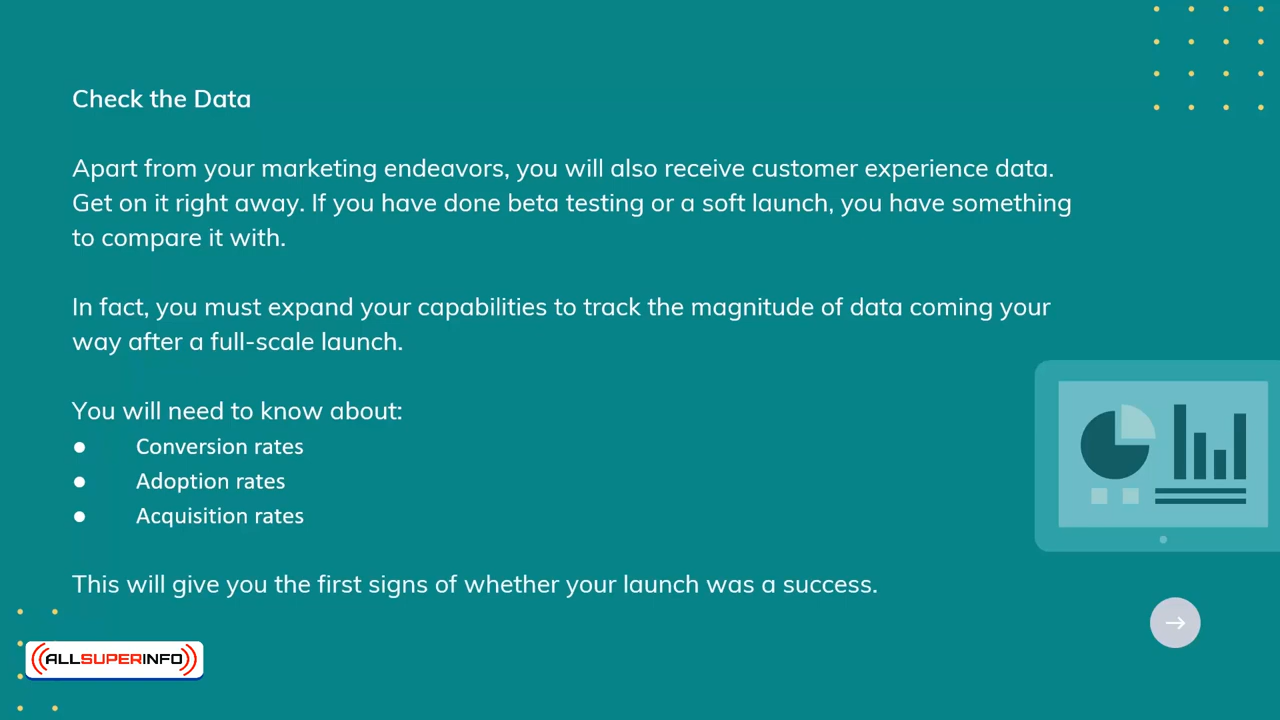 Check the Data
Apart from your marketing endeavors, you will also receive customer experience data.
Get on it right away. If you have done beta testing or a soft launch, you have something
to compare it with.
In fact, you must expand your capabilities to track the magnitude of data coming your
way after a full-scale launch.
You will need to know about:
● Conversion rates
● Adoption rates
● Acquisition rates
This will give you the first signs of whether your launch was a success.
ALLSUPERINFO